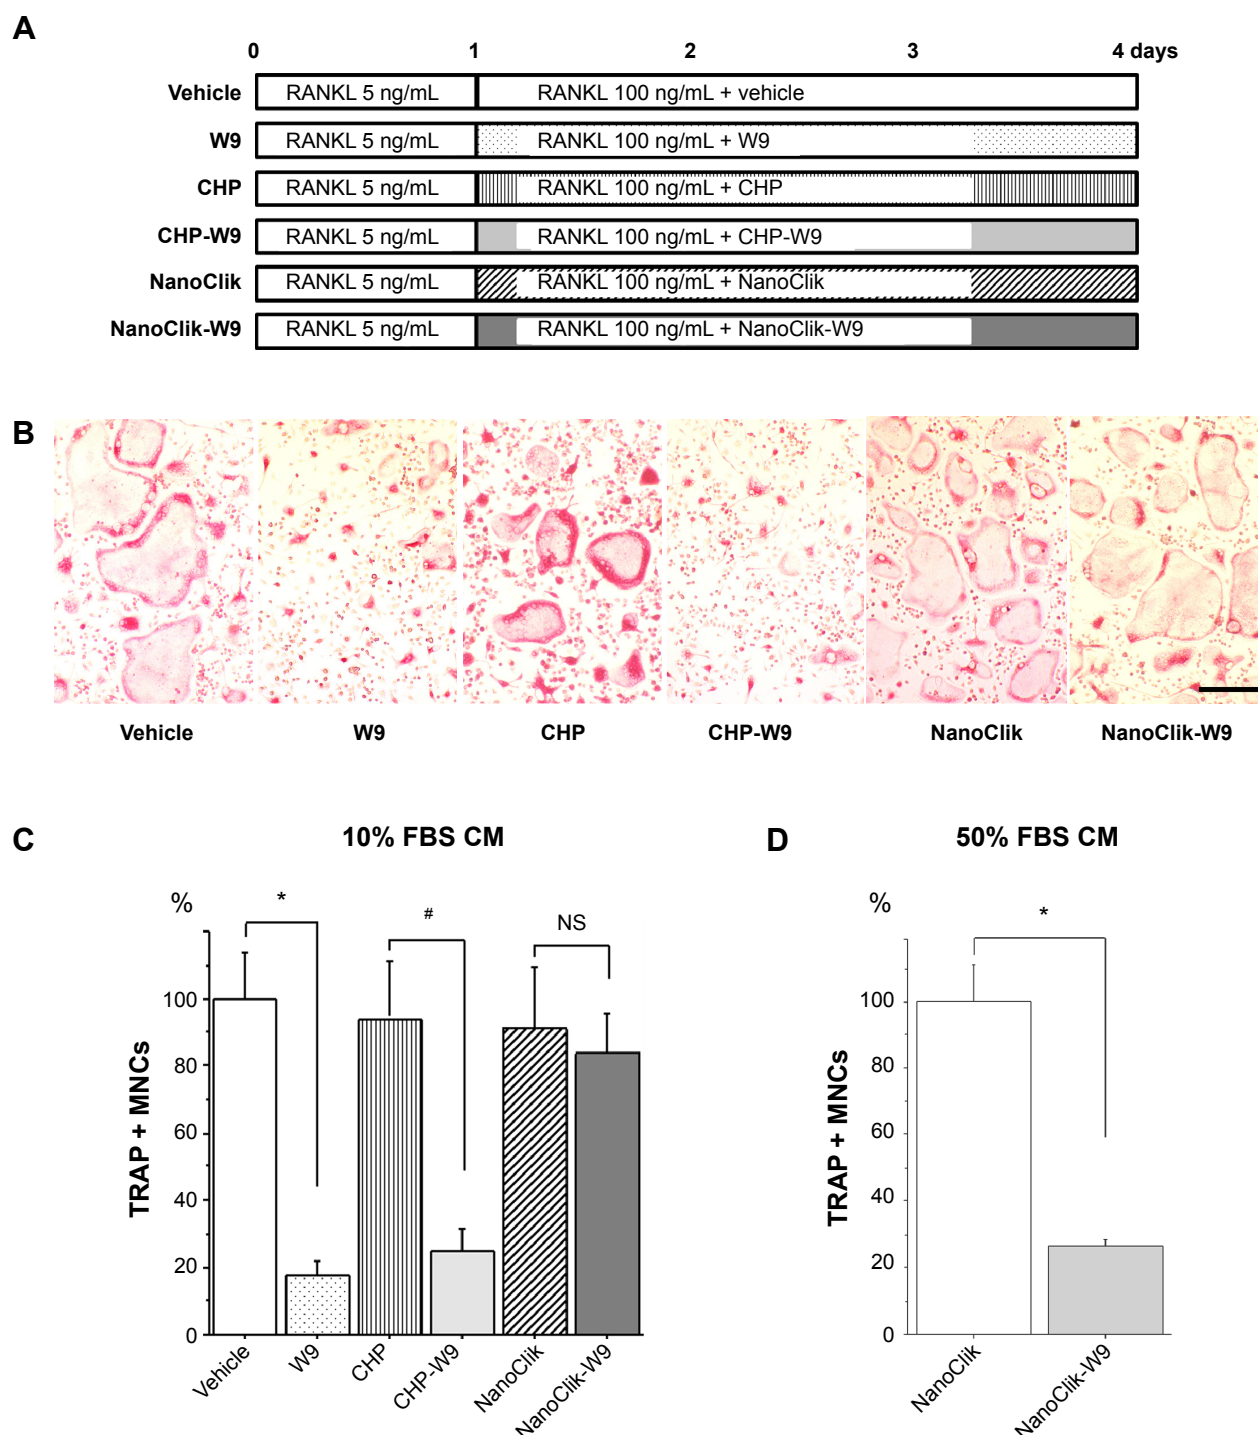 A
0 1 2 3 4 days
Vehicle RANKL 5 ng/mL RANKL 100 ng/mL + vehicle
W9 RANKL 5 ng/mL RANKL 100 ng/mL + W9
CHP RANKL 5 ng/mL RANKL 100 ng/mL + CHP
CHP-W9 RANKL 5 ng/mL RANKL 100 ng/mL + CHP-W9
NanoClik RANKL 5 ng/mL RANKL 100 ng/mL + NanoClik
NanoClik-W9 RANKL 5 ng/mL RANKL 100 ng/mL + NanoClik-W9
B
Vehicle W9 CHP CHP-W9 NanoClik NanoClik-W9
C
10% FBS CM
%
*
#
NS
100
80
60
40
20
0
TRAP + MNCs
Vehicle
W9
CHP
CHP-W9
NanoClik
NanoClik-W9
D
50% FBS CM
%
*
100
80
60
40
20
0
TRAP + MNCs
NanoClik
NanoClik-W9